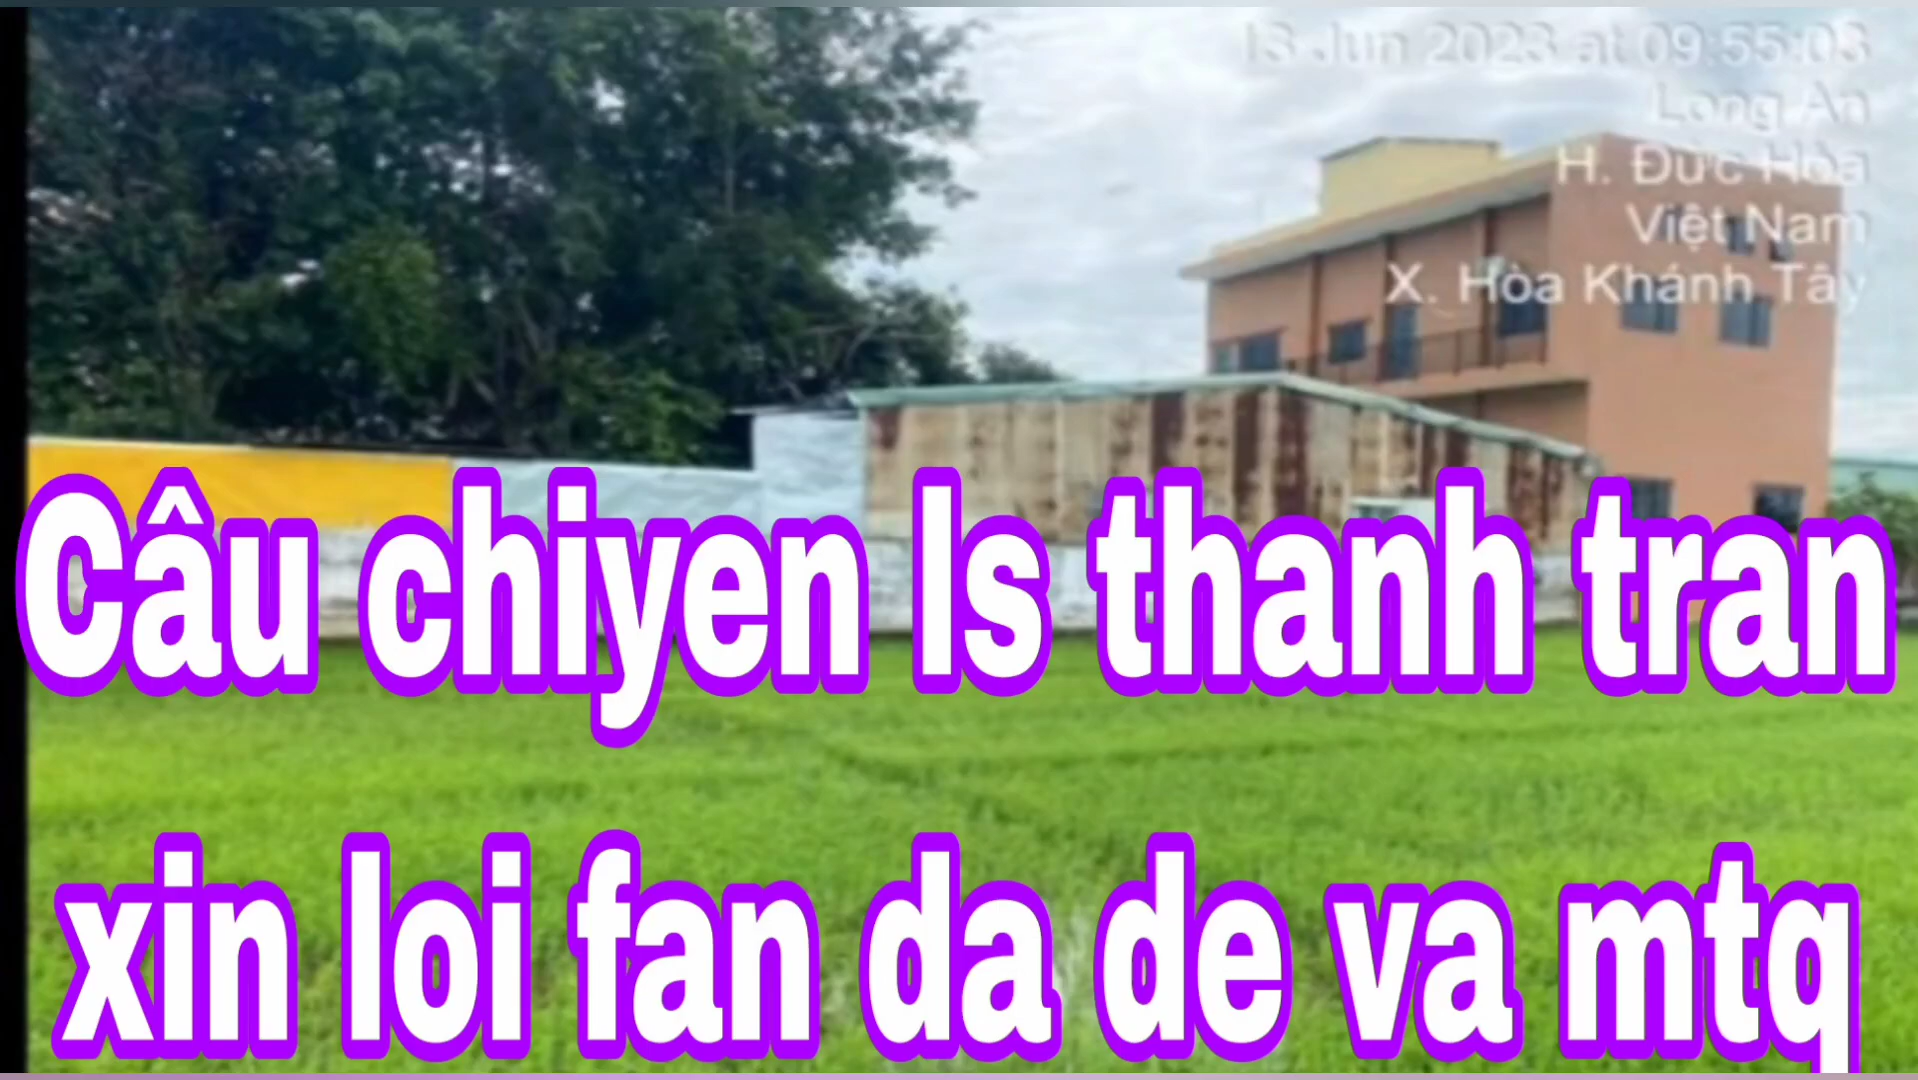 13 Jun 2023 at 09:55:03
Long An
H. Đức Hòa
Việt Nam
X. Hòa Khánh Tây
Câu chiyen ls thanh tran
xin loi fan da de va mtq